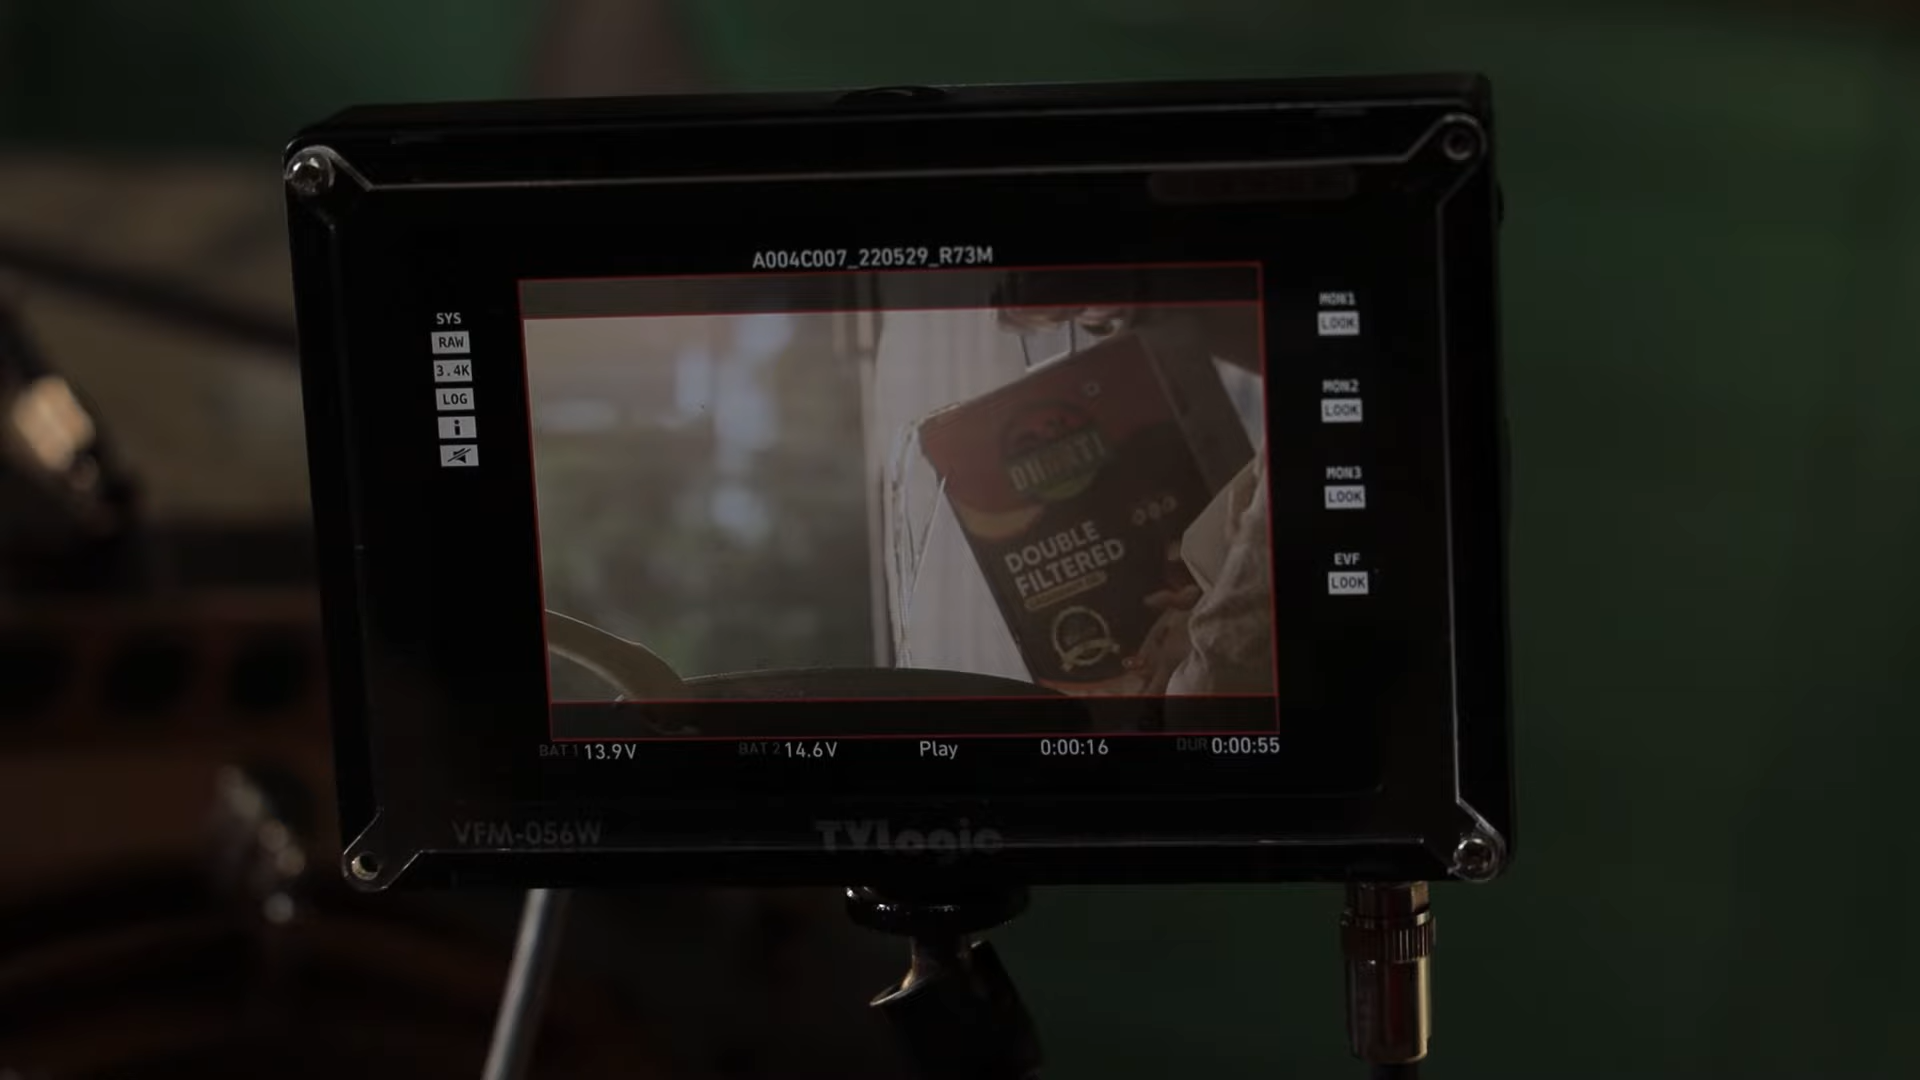 A004C007_220529_R73M
SYS
RAW
3.4K
LOG
i
MON1
LOOK
MON2
LOOK
MON3
LOOK
EVF
LOOK
DOUBLE
FILTERED
BAT 1 13.9V
BAT 2 14.6V
Play
0:00:16
DUR 0:00:55
VFM-056W
TVLogic